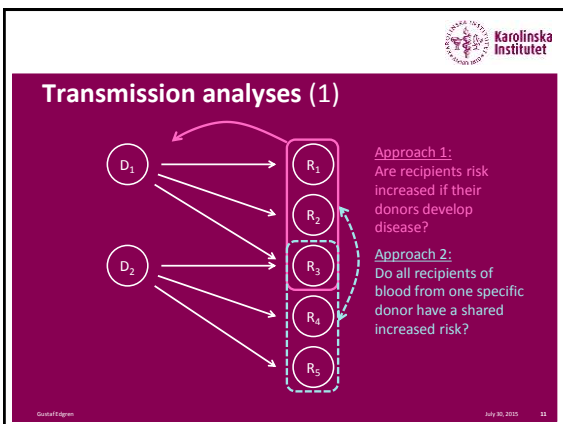 Karolinska
Institutet
Transmission analyses (1)
D1
D2
R1
R2
R3
R4
R5
Approach 1:
Are recipients risk
increased if their
donors develop
disease?
Approach 2:
Do all recipients of
blood from one specific
donor have a shared
increased risk?
Gustaf Edgren
July 30, 2015
11